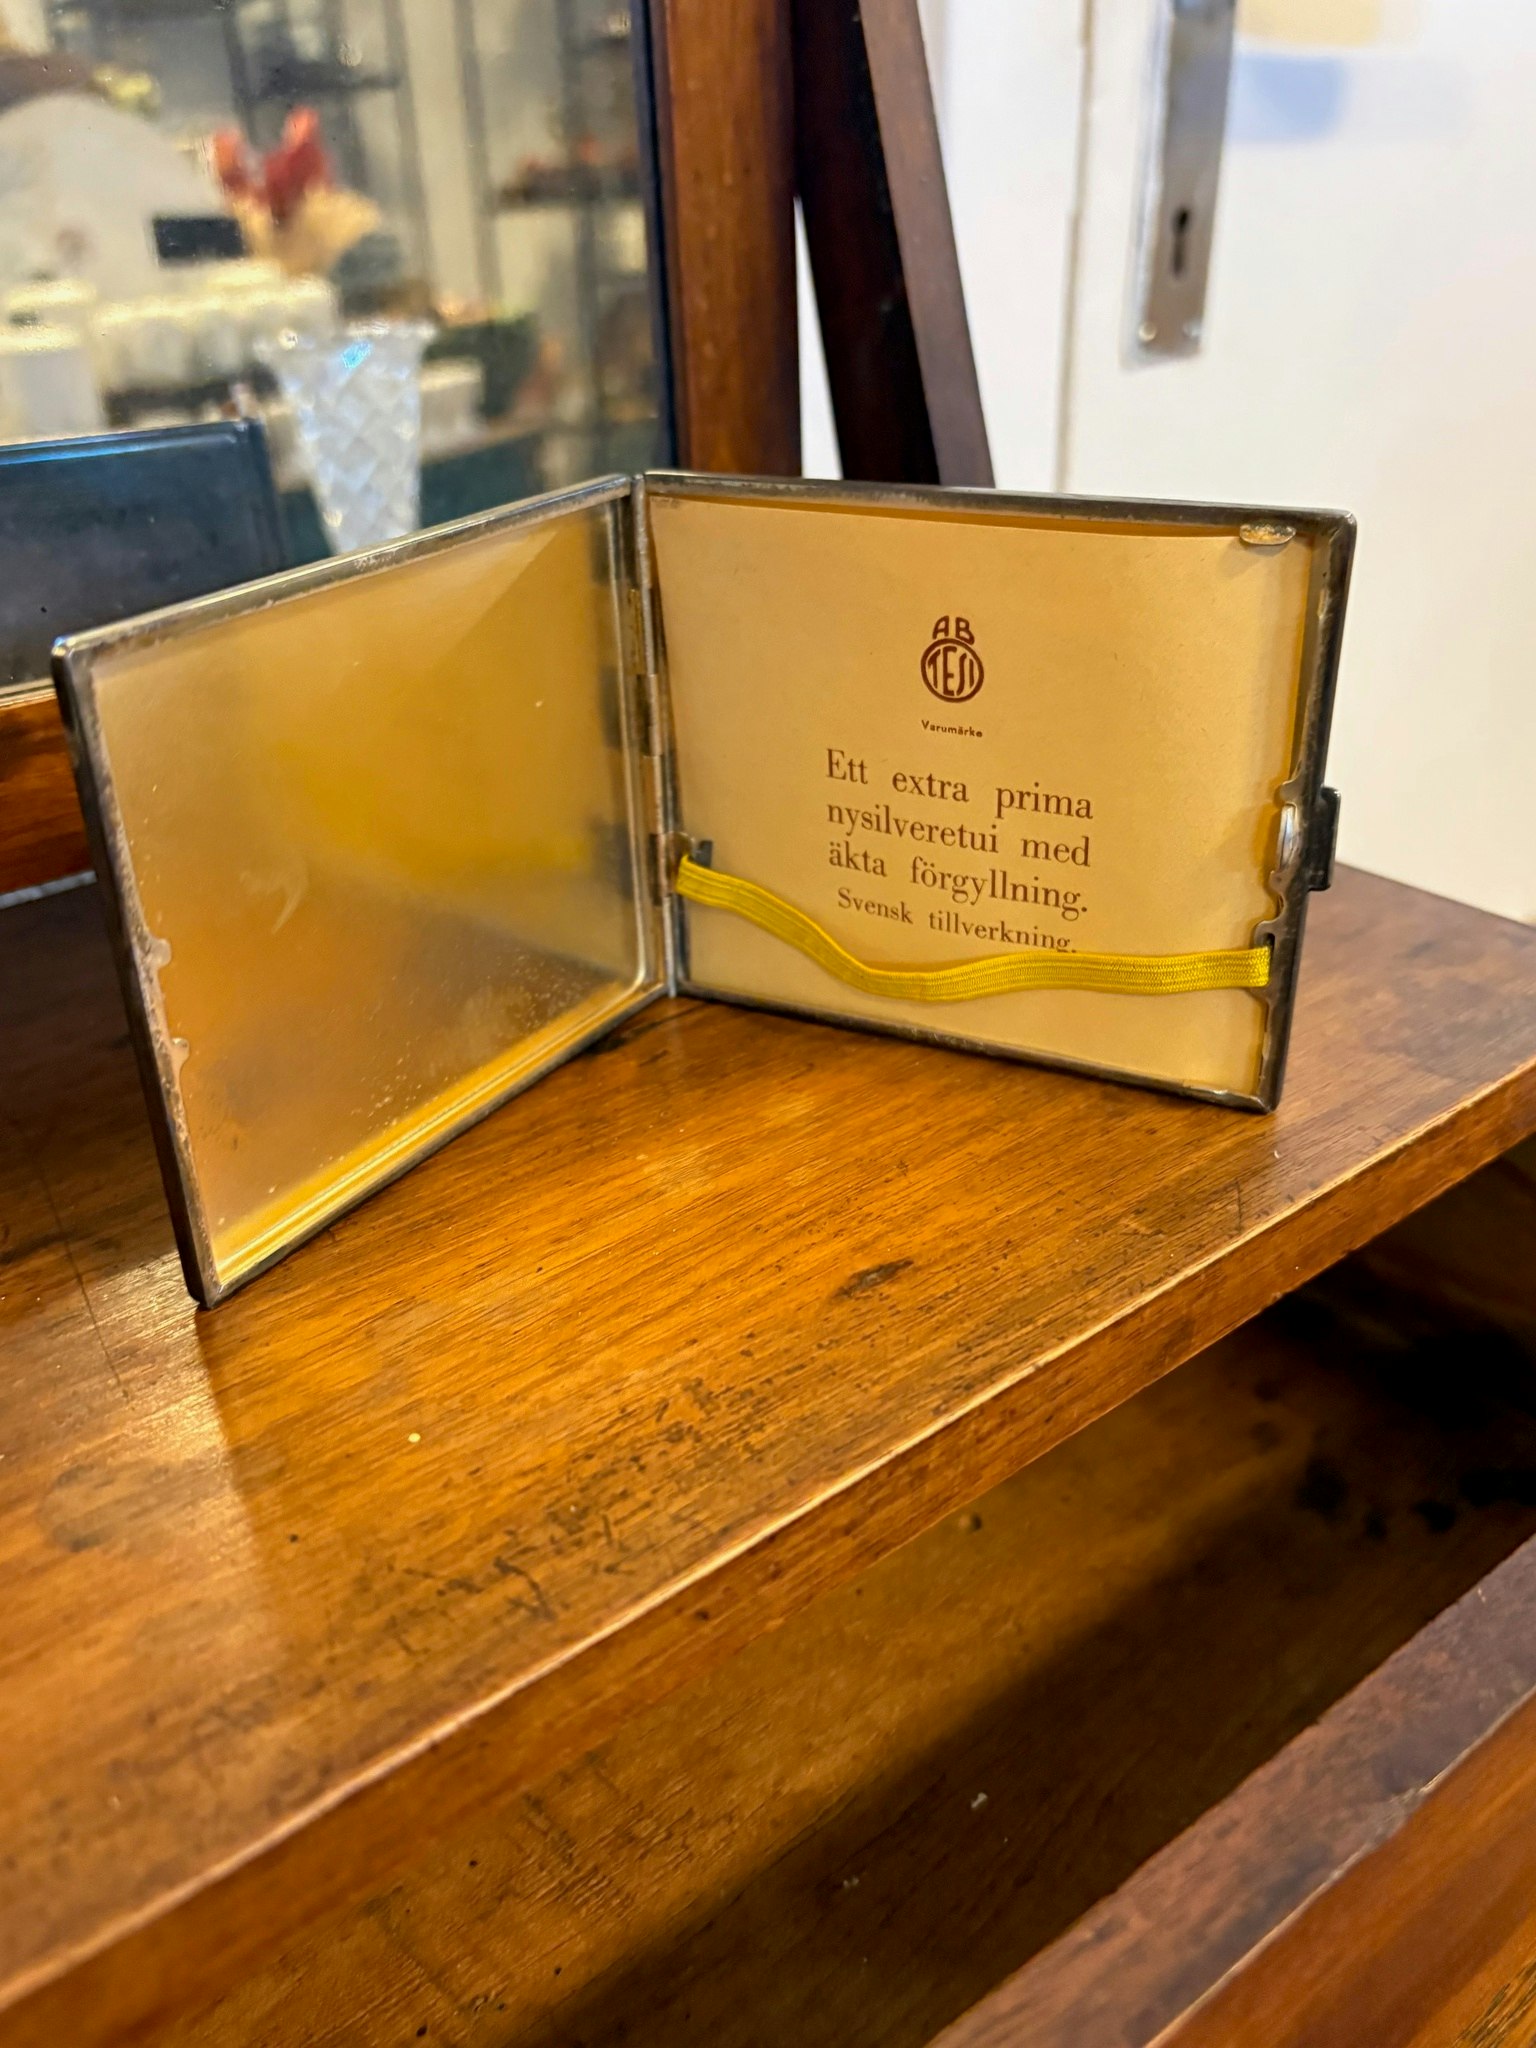 AB
TESI
Varumärke
Ett extra prima
nysilveretui med
äkta förgyllning.
Svensk tillverkning.